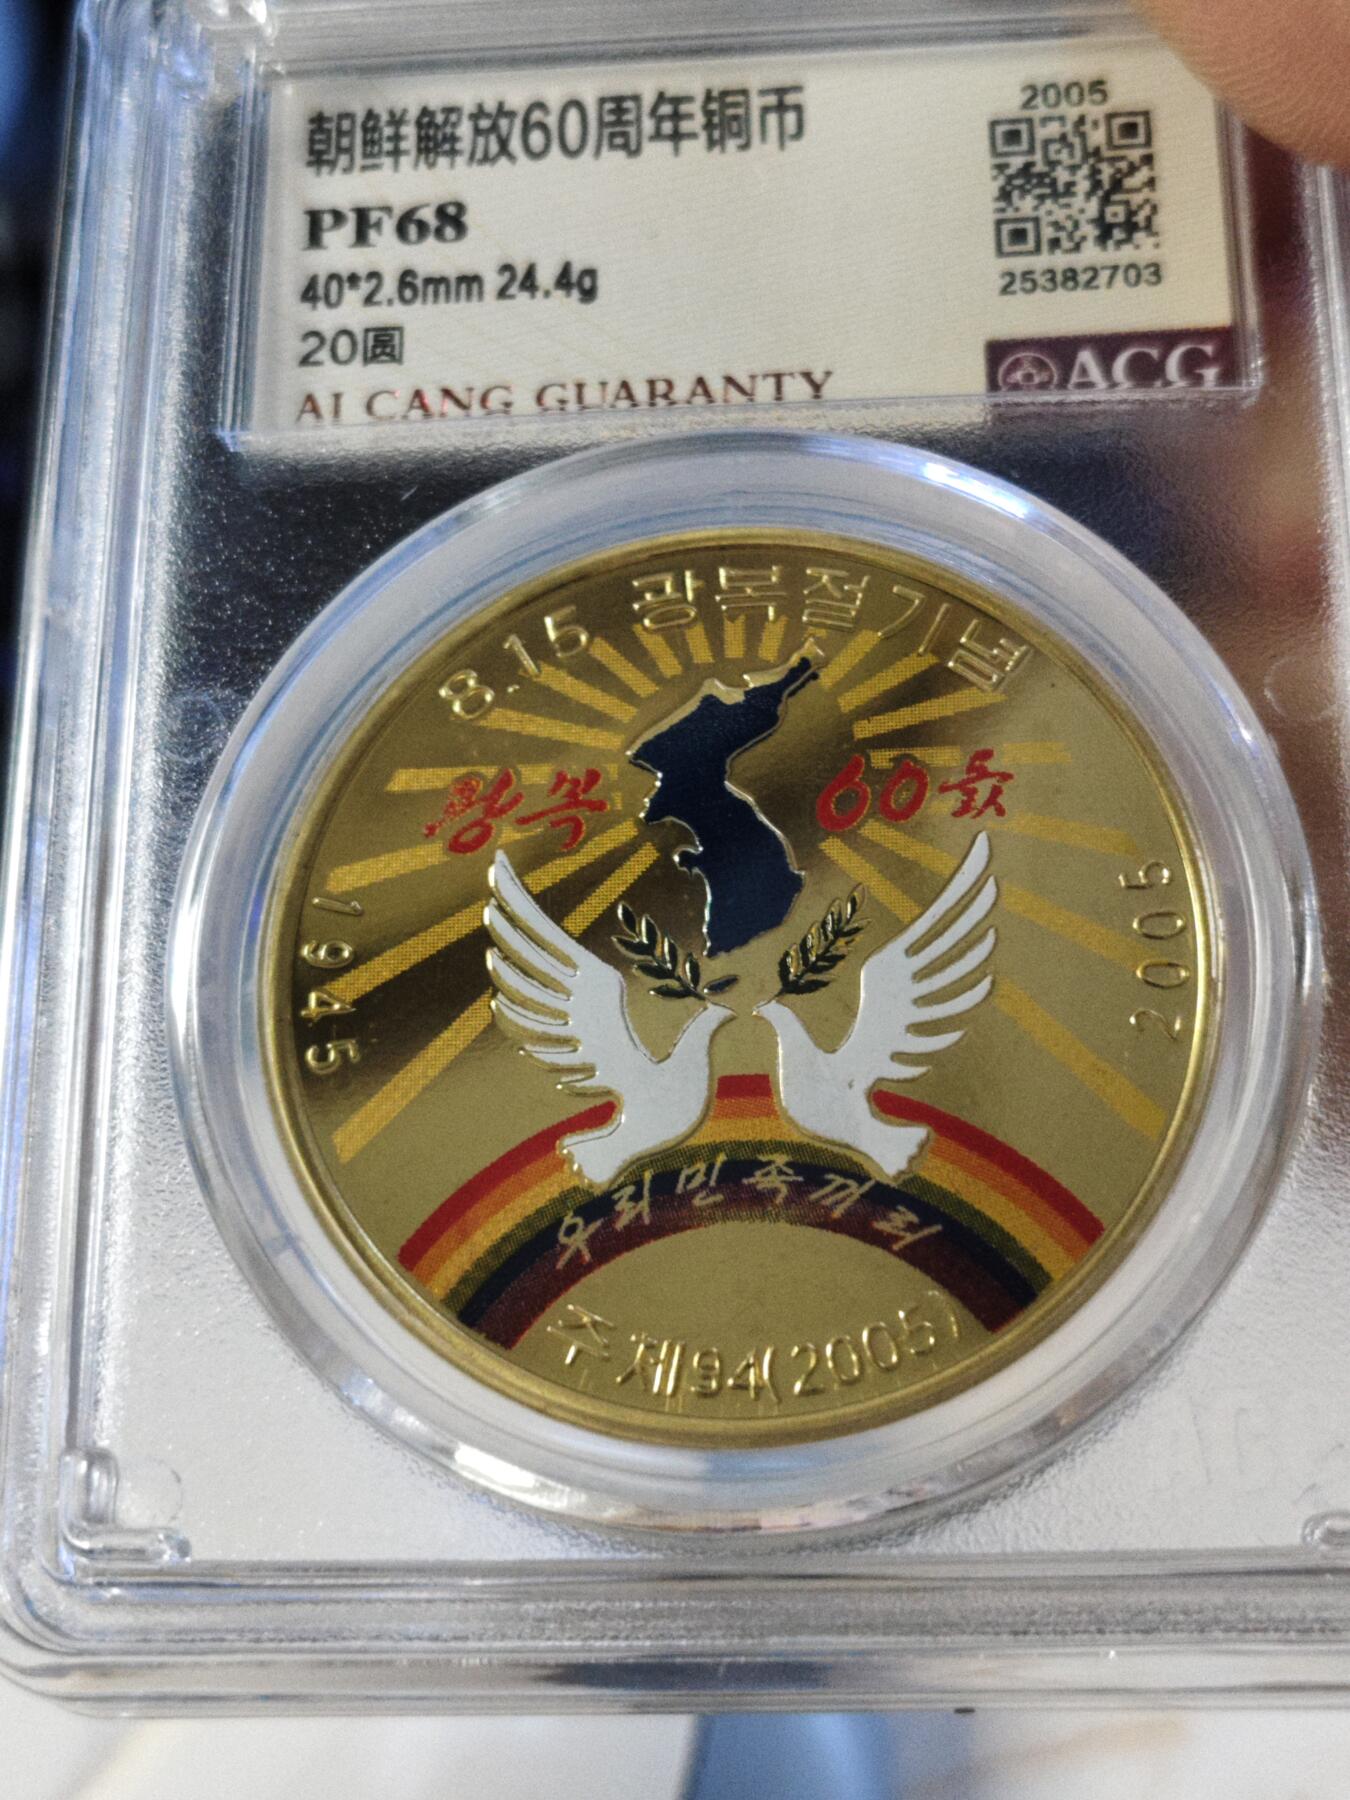 朝鲜解放60周年铜币
2005
PF68
40*2.6mm 24.4g
25382703
20圆
ACG
AI CANG GUARANTY
8.15 광복절기념
광복 60돐
1945
2005
우리민족끼리
주체94(2005)